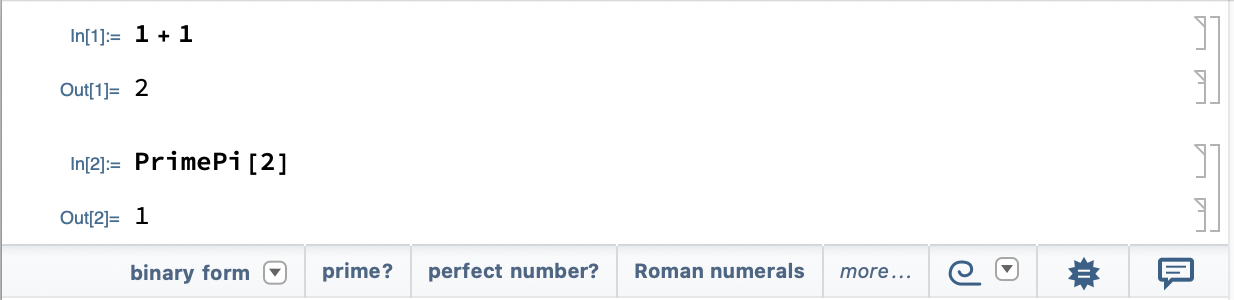 In[1]:= 1 + 1
Out[1]= 2
In[2]:= PrimePi[2]
Out[2]= 1
binary form prime? perfect number? Roman numerals more...